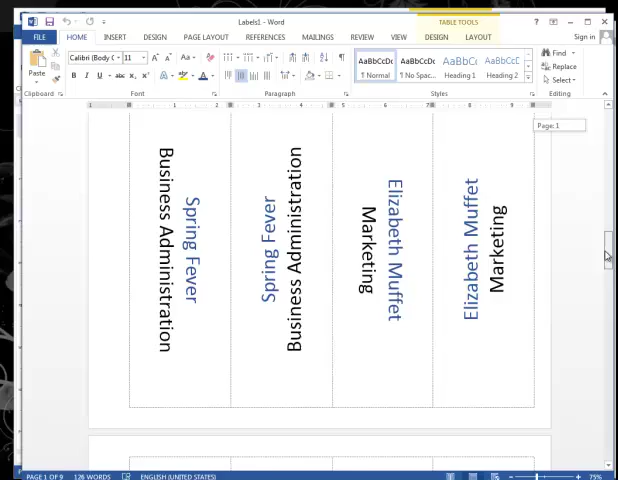 Labels1 - Word
TABLE TOOLS
FILE
HOME
INSERT
DESIGN
PAGE LAYOUT
REFERENCES
MAILINGS
REVIEW
VIEW
DESIGN
LAYOUT
Sign in
Paste
Clipboard
Calibri (Body)
11
Font
Paragraph
AaBbCcDc
AaBbCcDc
AaBbCc
AaBbCcE
¶ Normal
¶ No Spac...
Heading 1
Heading 2
Styles
Find
Replace
Select
Editing
Page: 1
Spring Fever
Business Administration
Spring Fever
Business Administration
Elizabeth Muffet
Marketing
Elizabeth Muffet
Marketing
PAGE 1 OF 9
126 WORDS
ENGLISH (UNITED STATES)
75%